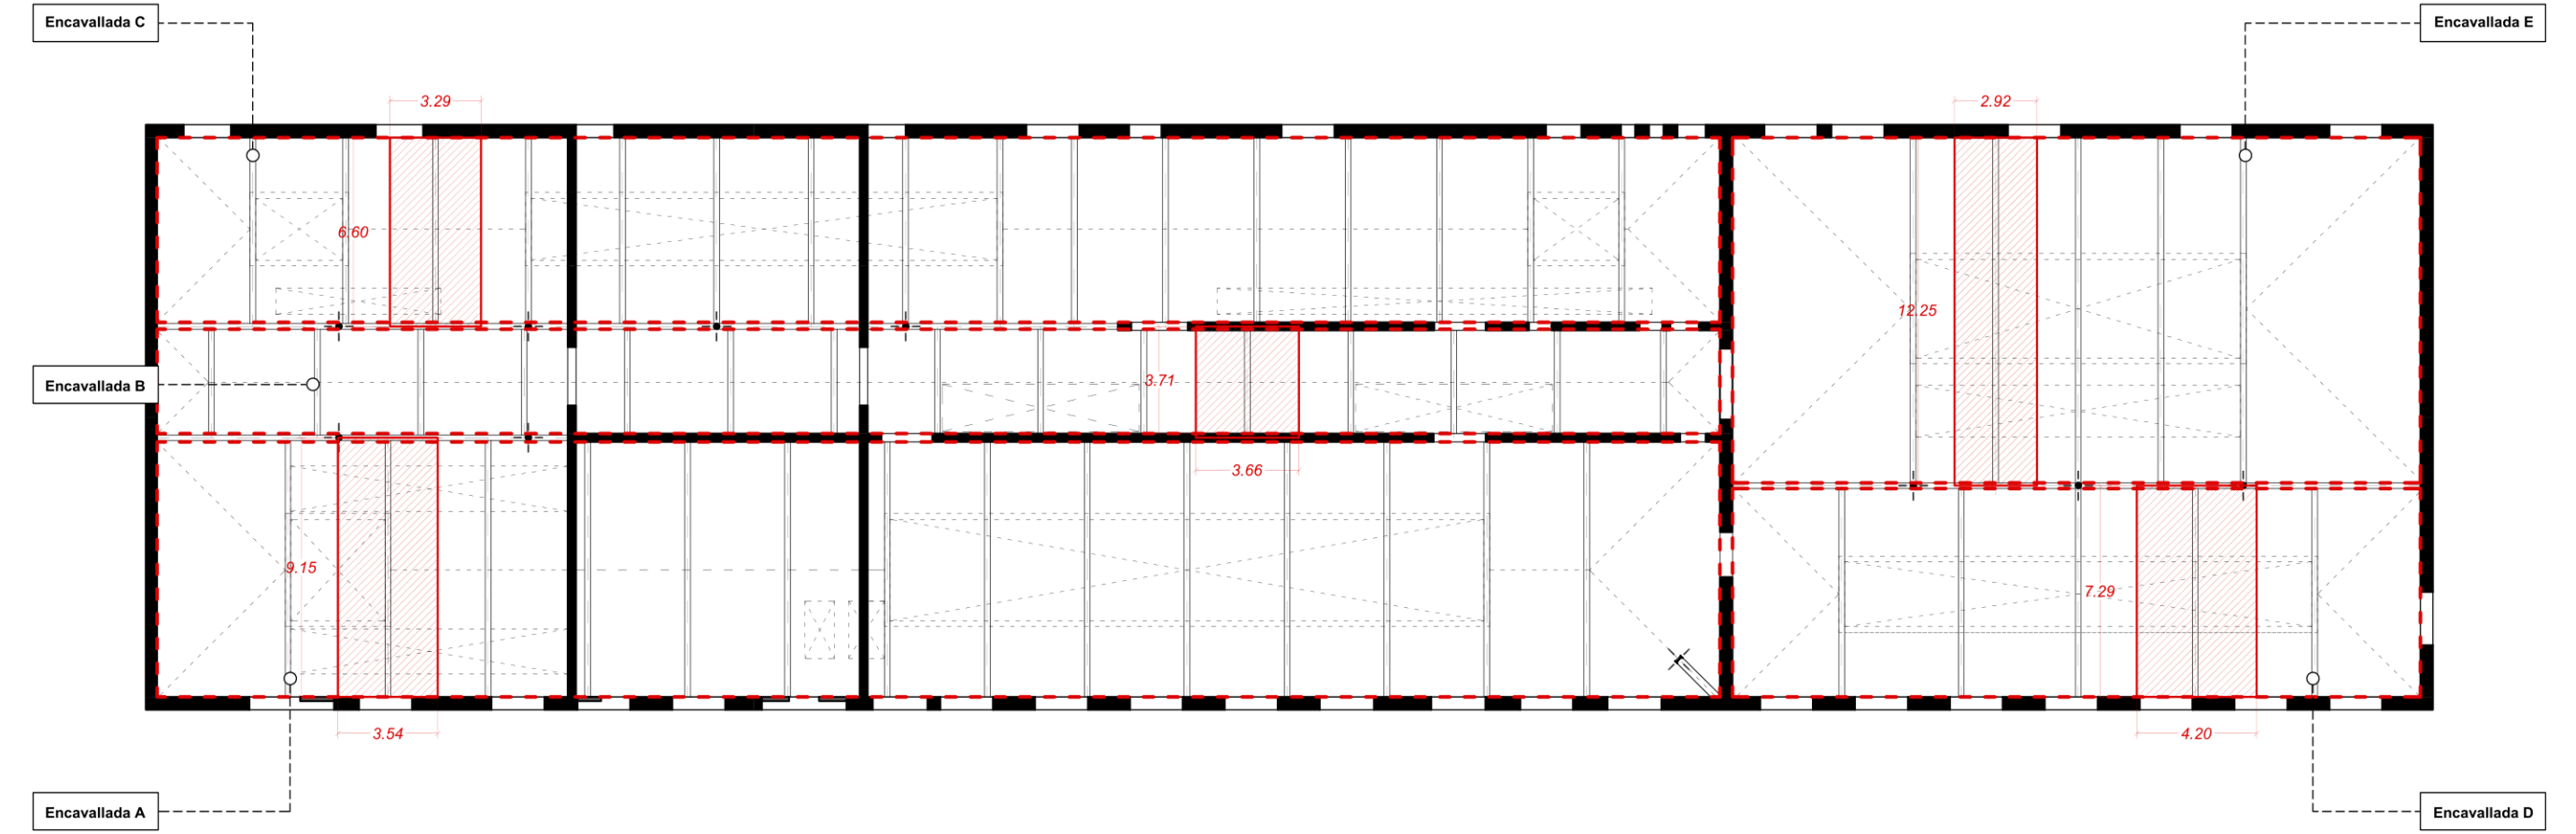 Encavallada C
Encavallada E
3.29
2.92
6.60
12.25
Encavallada B
3.71
3.66
9.15
7.29
3.54
4.20
Encavallada A
Encavallada D